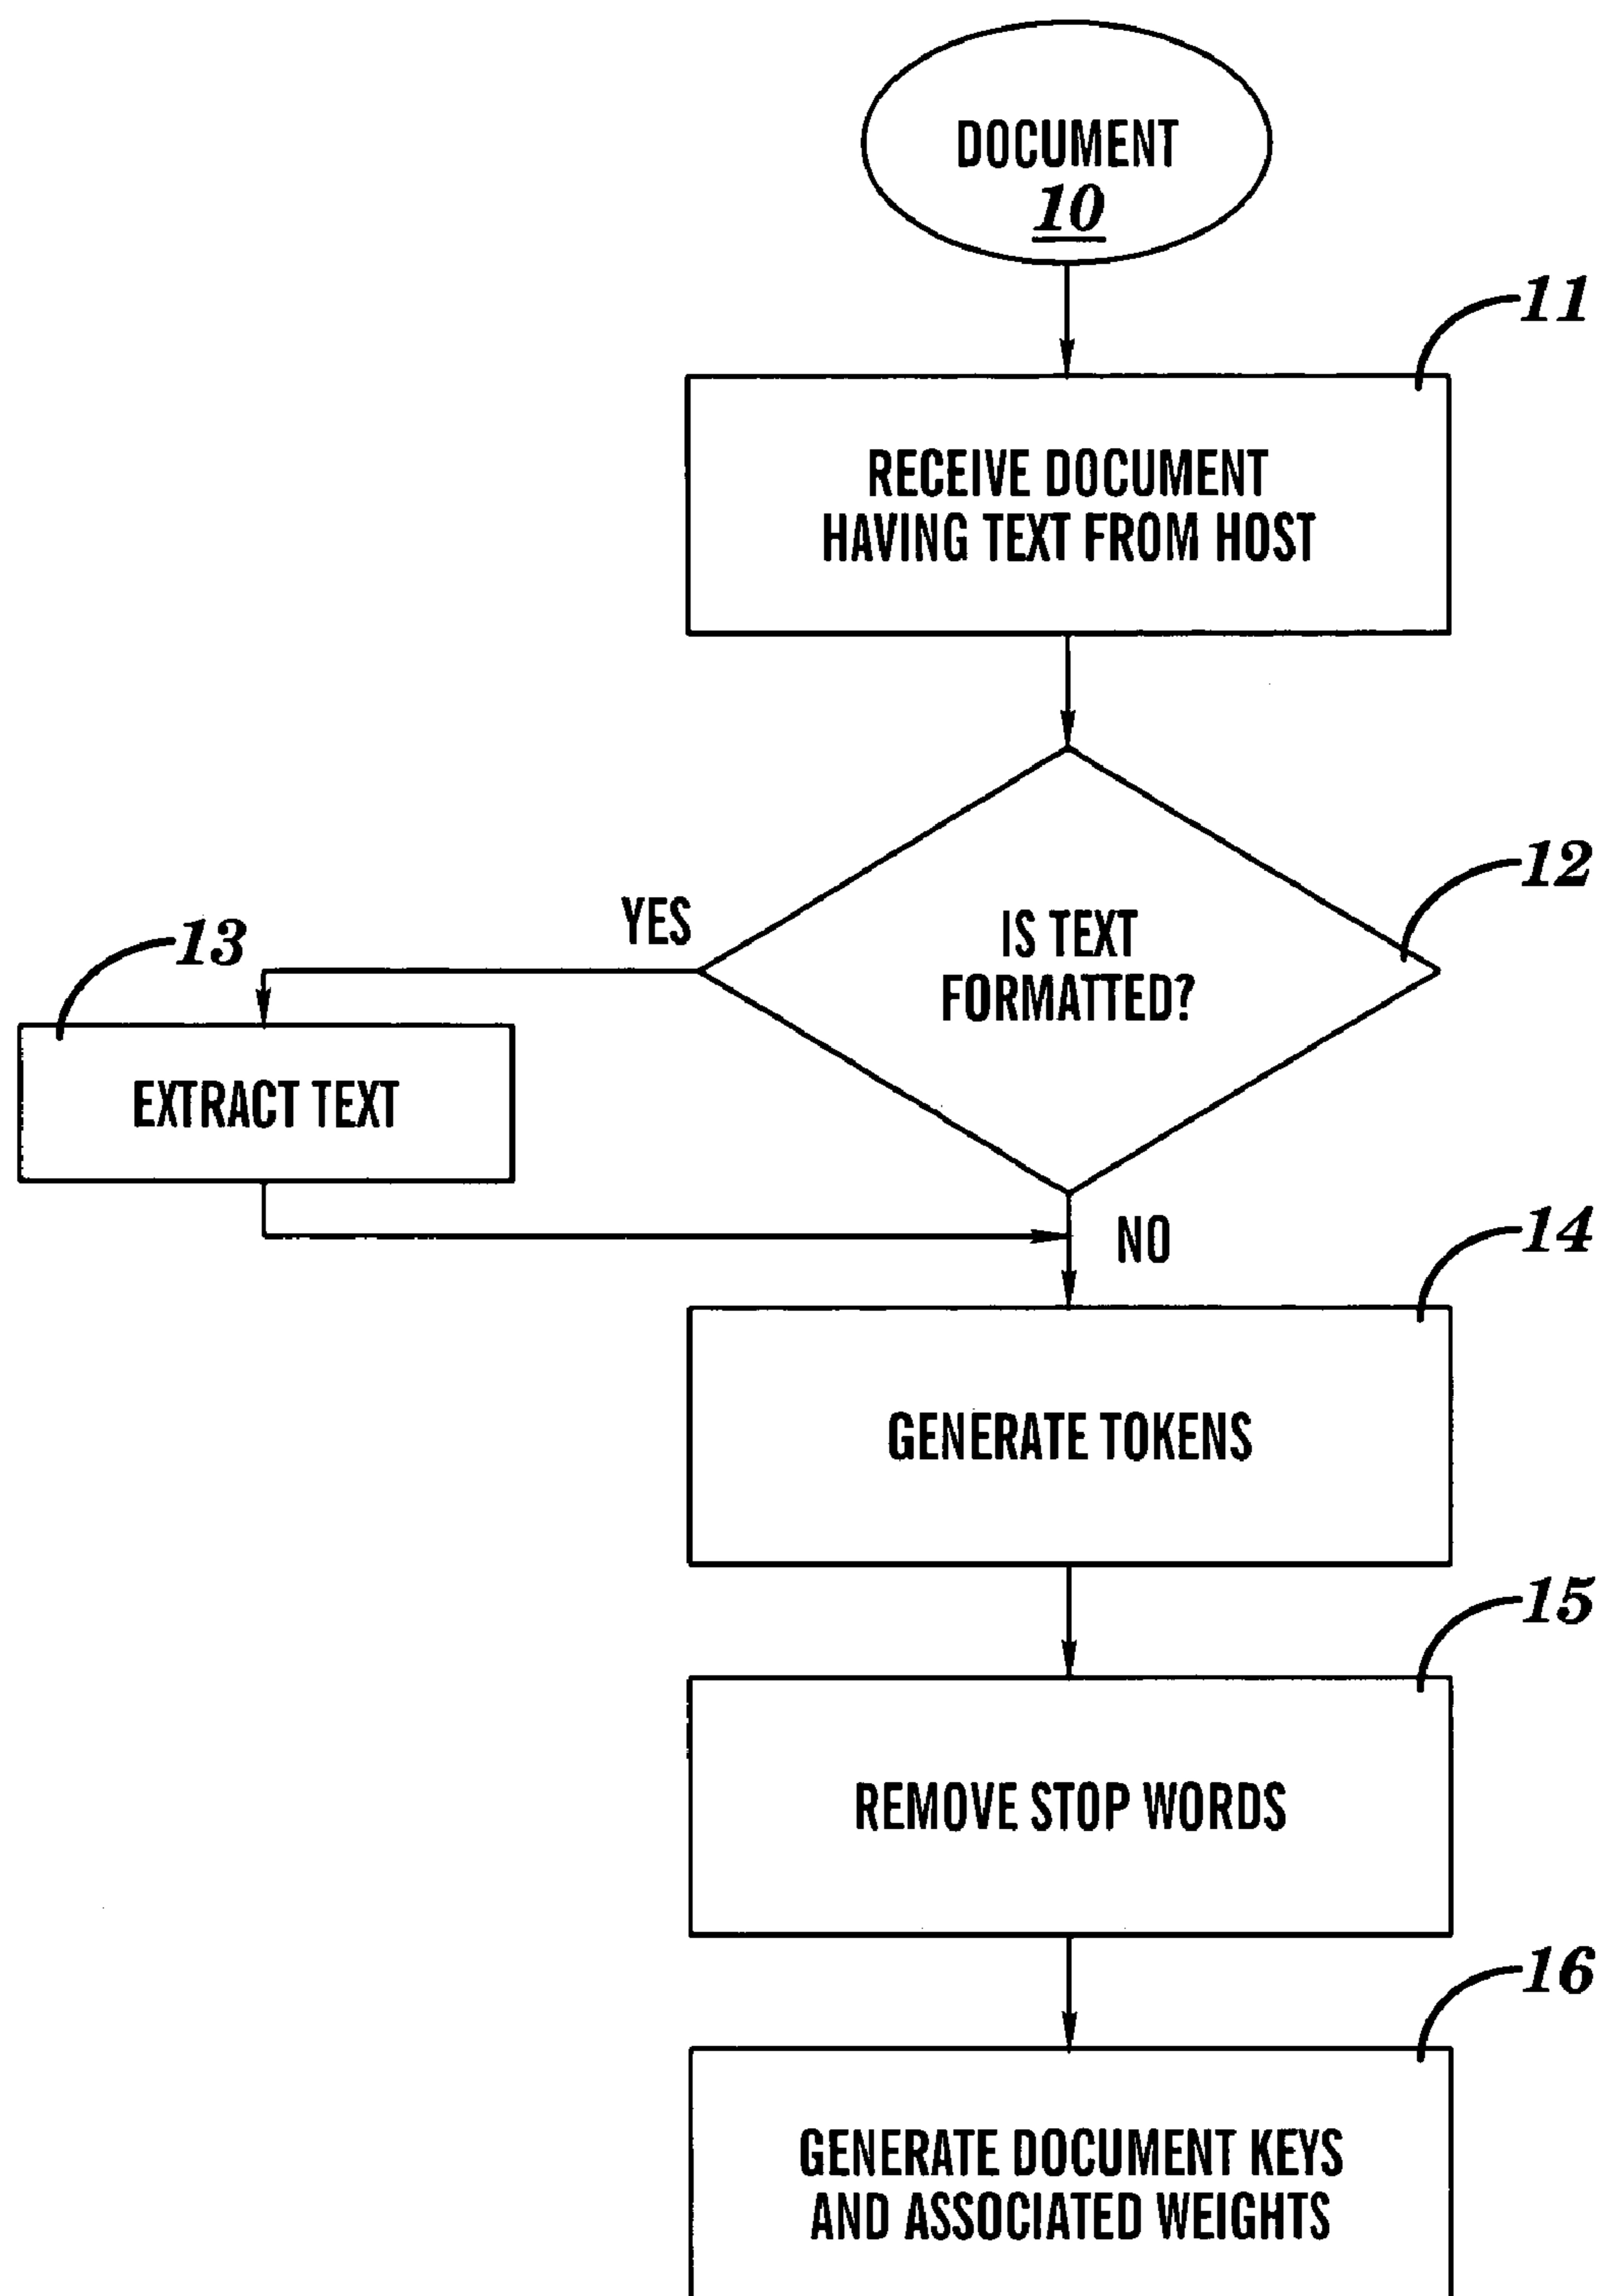 DOCUMENT
10
11
RECEIVE DOCUMENT
HAVING TEXT FROM HOST
12
YES
IS TEXT
FORMATTED?
13
EXTRACT TEXT
NO
14
GENERATE TOKENS
15
REMOVE STOP WORDS
16
GENERATE DOCUMENT KEYS
AND ASSOCIATED WEIGHTS